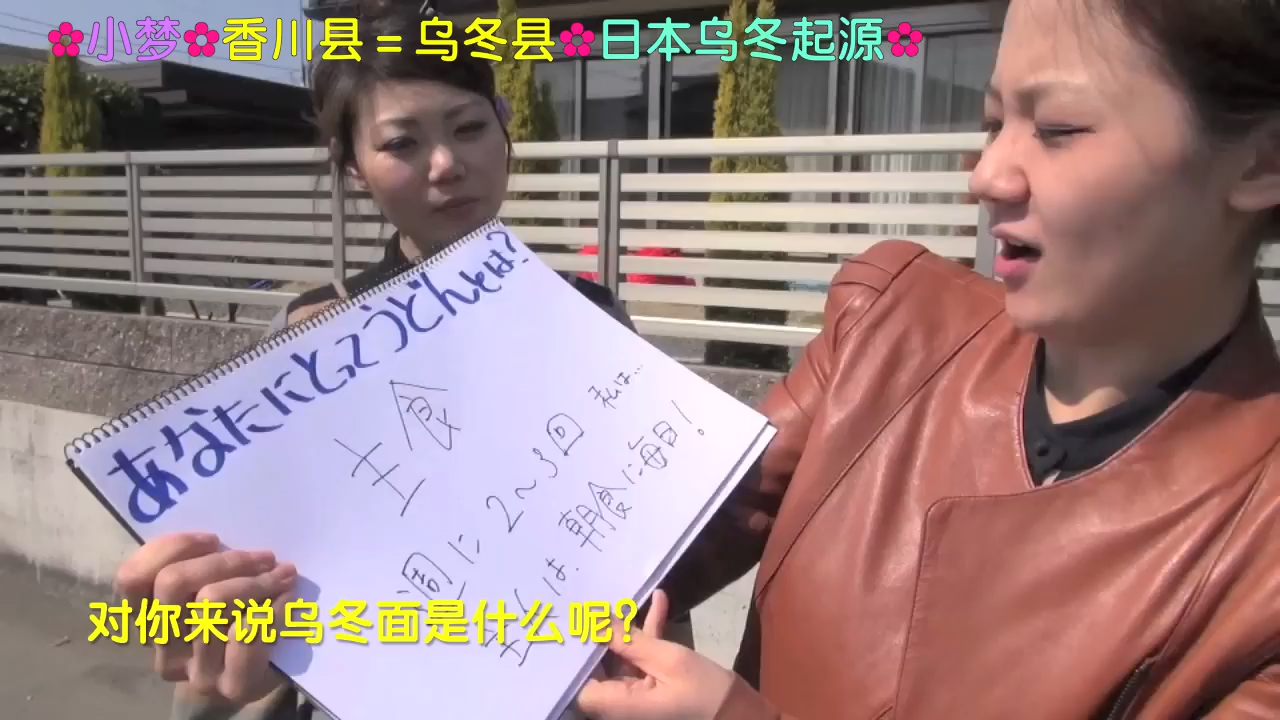 ✿小梦✿香川县=乌冬县✿日本乌冬起源✿
あなたにとってうどんとは?
主食
週に2~3回 私は...
は、朝食に毎日!
对你来说乌冬面是什么呢?